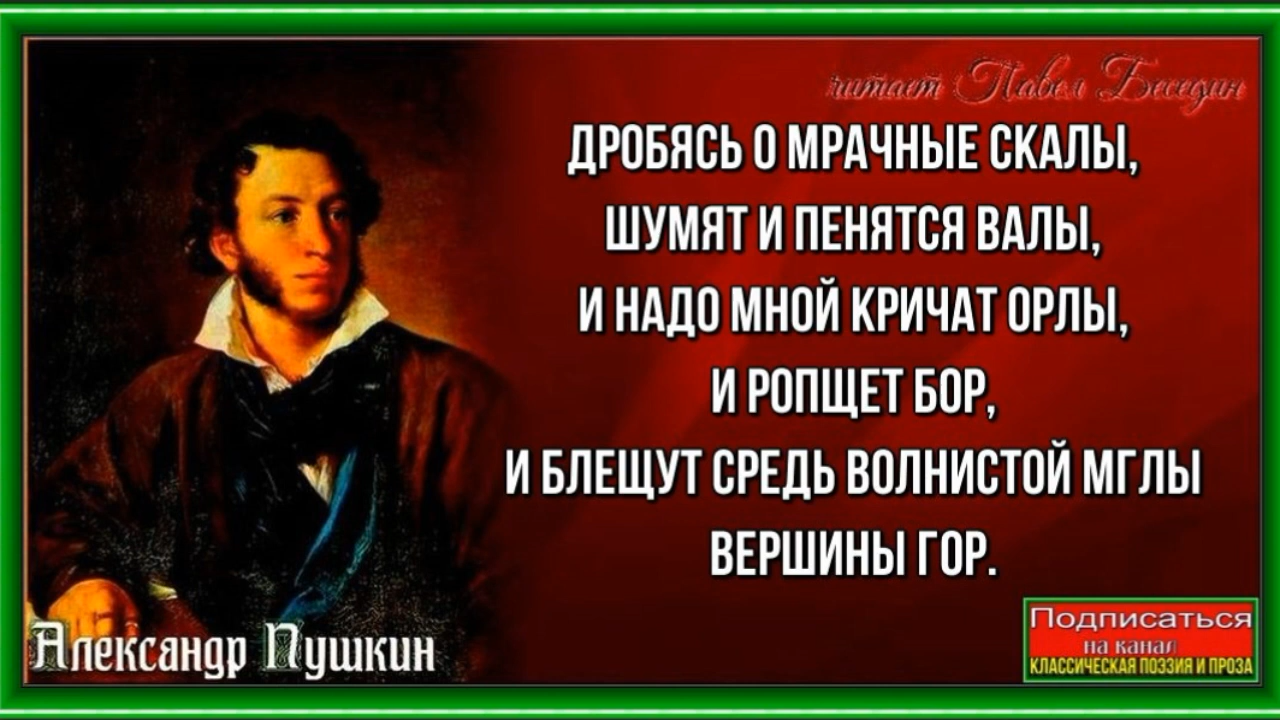 читает Павел Беседин
ДРОБЯСЬ О МРАЧНЫЕ СКАЛЫ,
ШУМЯТ И ПЕНЯТСЯ ВАЛЫ,
И НАДО МНОЙ КРИЧАТ ОРЛЫ,
И РОПЩЕТ БОР,
И БЛЕЩУТ СРЕДЬ ВОЛНИСТОЙ МГЛЫ
ВЕРШИНЫ ГОР.
Александр Пушкин
Подписаться
на канал
КЛАССИЧЕСКАЯ ПОЭЗИЯ И ПРОЗА